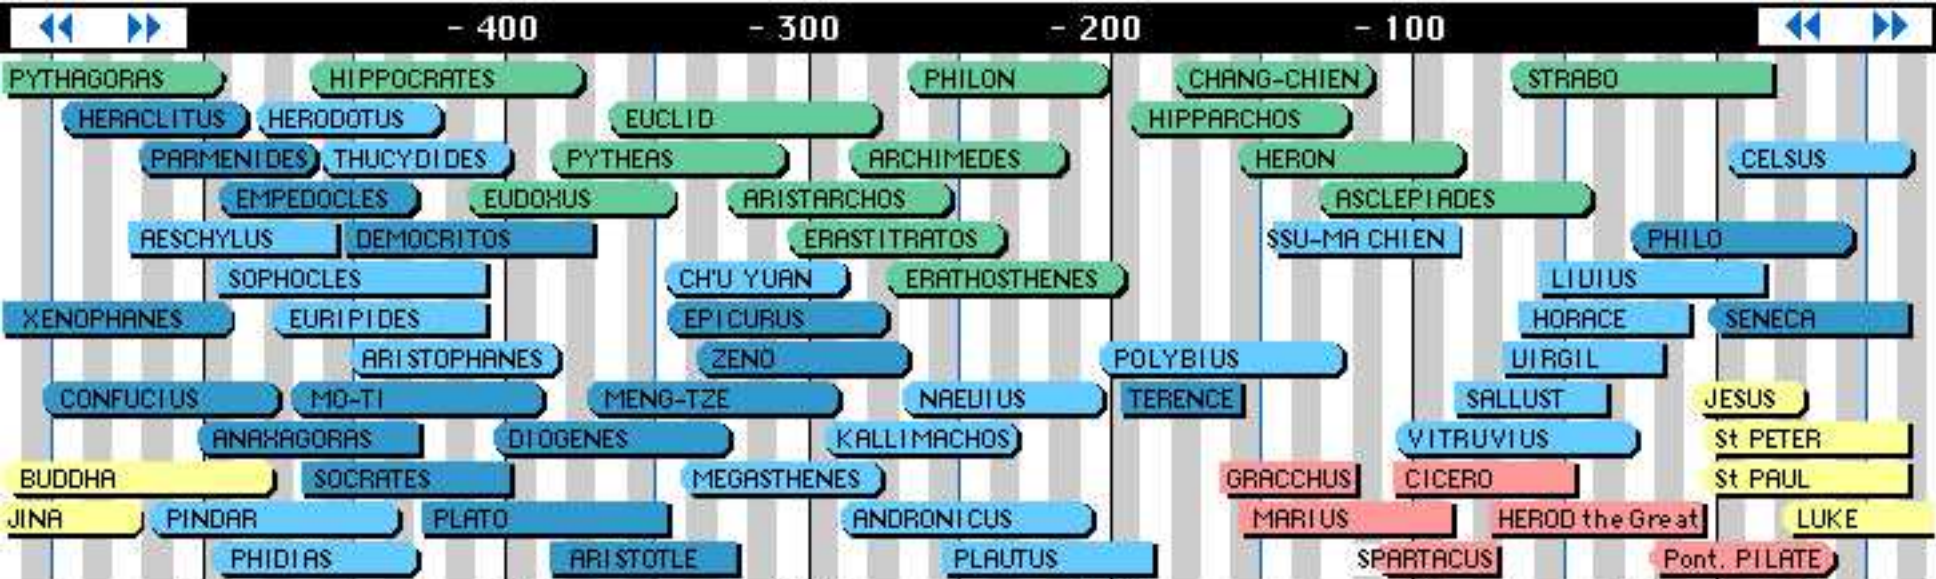 - 400 - 300 - 200 - 100
PYTHAGORAS HIPPOCRATES PHILON CHANG-CHIEN STRABO
HERACLITUS HERODOTUS EUCLID HIPPARCHOS
PARMENIDES THUCYDIDES PYTHEAS ARCHIMEDES HERON CELSUS
EMPEDOCLES EUDOXUS ARISTARCHOS ASCLEPIADES
AESCHYLUS DEMOCRITOS ERASTITRATOS SSU-MA CHIEN PHILO
SOPHOCLES CH'U YUAN ERATHOSTHENES LIVIUS
XENOPHANES EURIPIDES EPICURUS HORACE SENECA
ARISTOPHANES ZENO POLYBIUS VIRGIL
CONFUCIUS MO-TI MENG-TZE NAEVIUS TERENCE SALLUST JESUS
ANAXAGORAS DIOGENES KALLIMACHOS VITRUVIUS St PETER
BUDDHA SOCRATES MEGASTHENES GRACCHUS CICERO St PAUL
JINA PINDAR PLATO ANDRONICUS MARIUS HEROD the Great LUKE
PHIDIAS ARISTOTLE PLAUTUS SPARTACUS Pont. PILATE